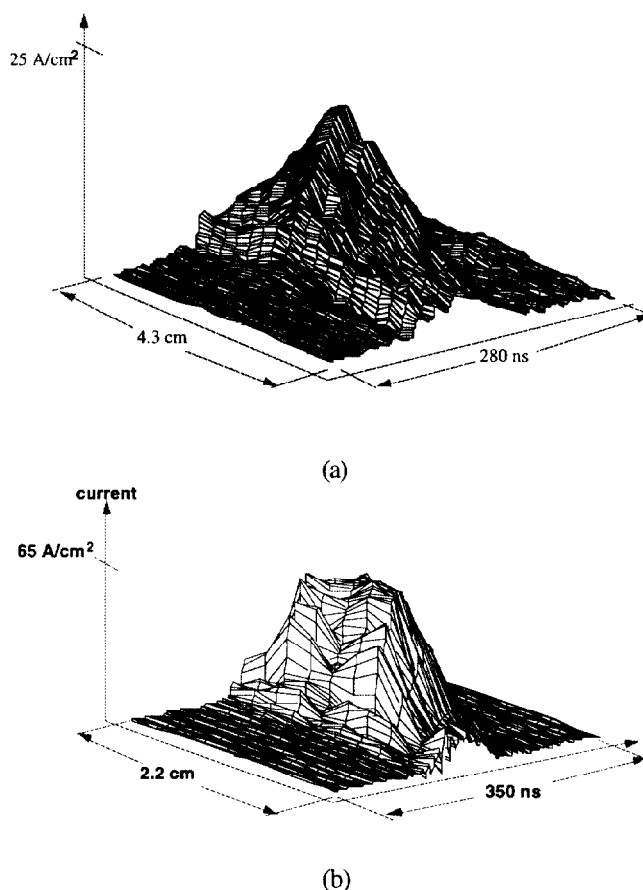 25 A/cm²
4.3 cm
280 ns
(a)
current
65 A/cm²
2.2 cm
350 ns
(b)